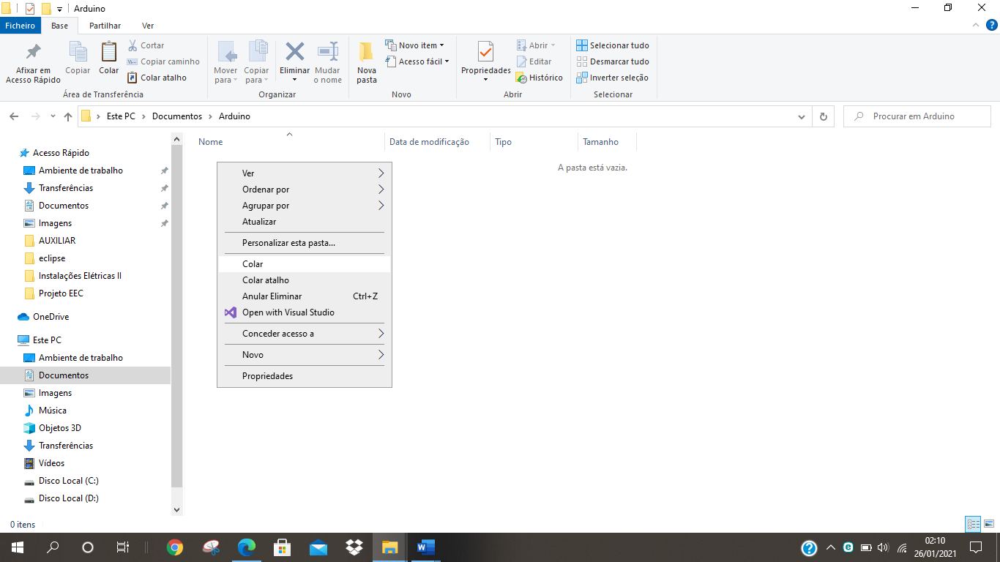 Arduino
Ficheiro Base Partilhar Ver
Afixar em
Acesso Rápido
Copiar
Colar
Cortar
Copiar caminho
Colar atalho
Área de Transferência
Mover
para
Copiar
para
Eliminar
Mudar
o nome
Organizar
Nova
pasta
Novo item
Acesso fácil
Novo
Propriedades
Abrir
Editar
Histórico
Abrir
Selecionar tudo
Desmarcar tudo
Inverter seleção
Selecionar
Este PC > Documentos > Arduino
Procurar em Arduino
Nome Data de modificação Tipo Tamanho
A pasta está vazia.
Acesso Rápido
Ambiente de trabalho
Transferências
Documentos
Imagens
AUXILIAR
eclipse
Instalações Elétricas II
Projeto EEC
OneDrive
Este PC
Ambiente de trabalho
Documentos
Imagens
Música
Objetos 3D
Transferências
Vídeos
Disco Local (C:)
Disco Local (D:)
Ver
Ordenar por
Agrupar por
Atualizar
Personalizar esta pasta...
Colar
Colar atalho
Anular Eliminar Ctrl+Z
Open with Visual Studio
Conceder acesso a
Novo
Propriedades
0 itens
02:10
26/01/2021